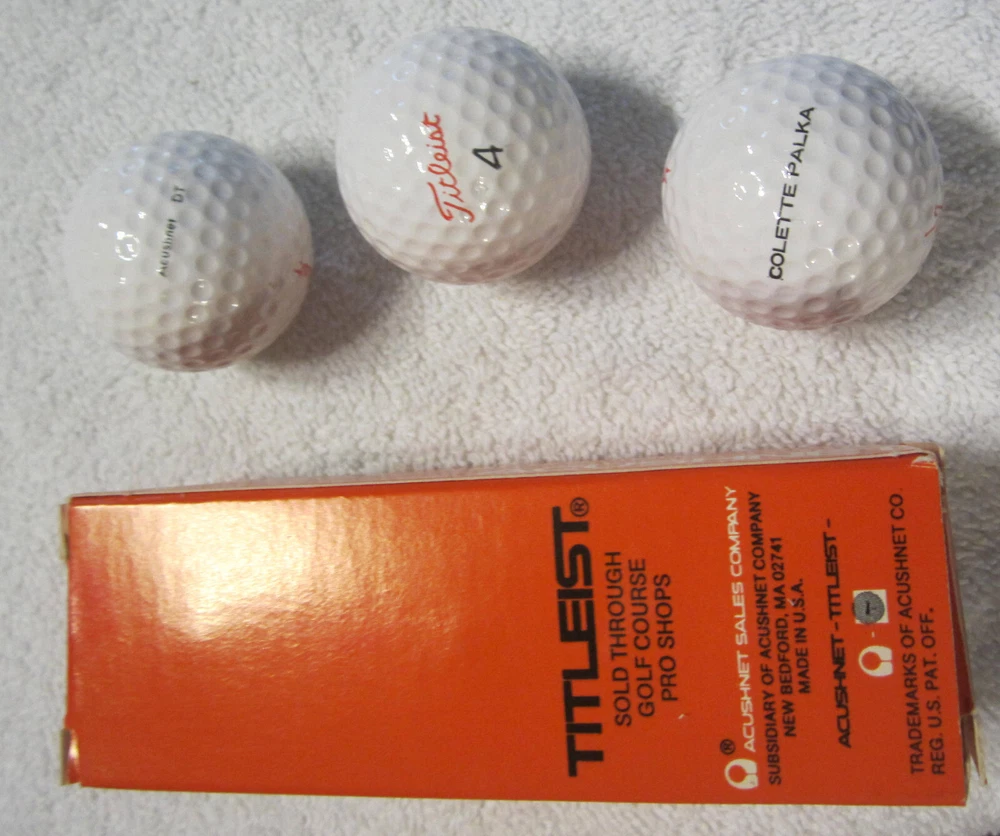 Acushnet DT
Titleist
4
COLETTE PALKA
TITLEIST®
SOLD THROUGH
GOLF COURSE
PRO SHOPS
® ACUSHNET SALES COMPANY
SUBSIDIARY OF ACUSHNET COMPANY
NEW BEDFORD, MA 02741
MADE IN U.S.A.
ACUSHNET-TITLEIST-
-
TRADEMARKS OF ACUSHNET CO.
REG. U.S. PAT. OFF.